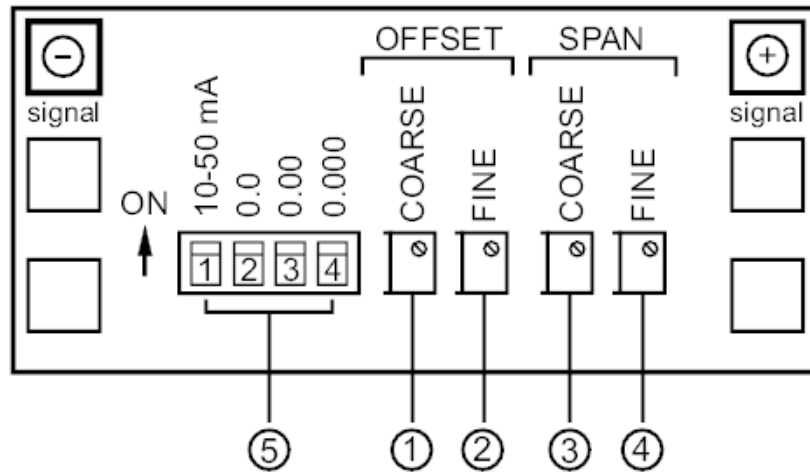 OFFSET SPAN
− +
signal signal
10-50 mA
0.0
0.00
0.000
COARSE
FINE
COARSE
FINE
ON
1 2 3 4
5 1 2 3 4